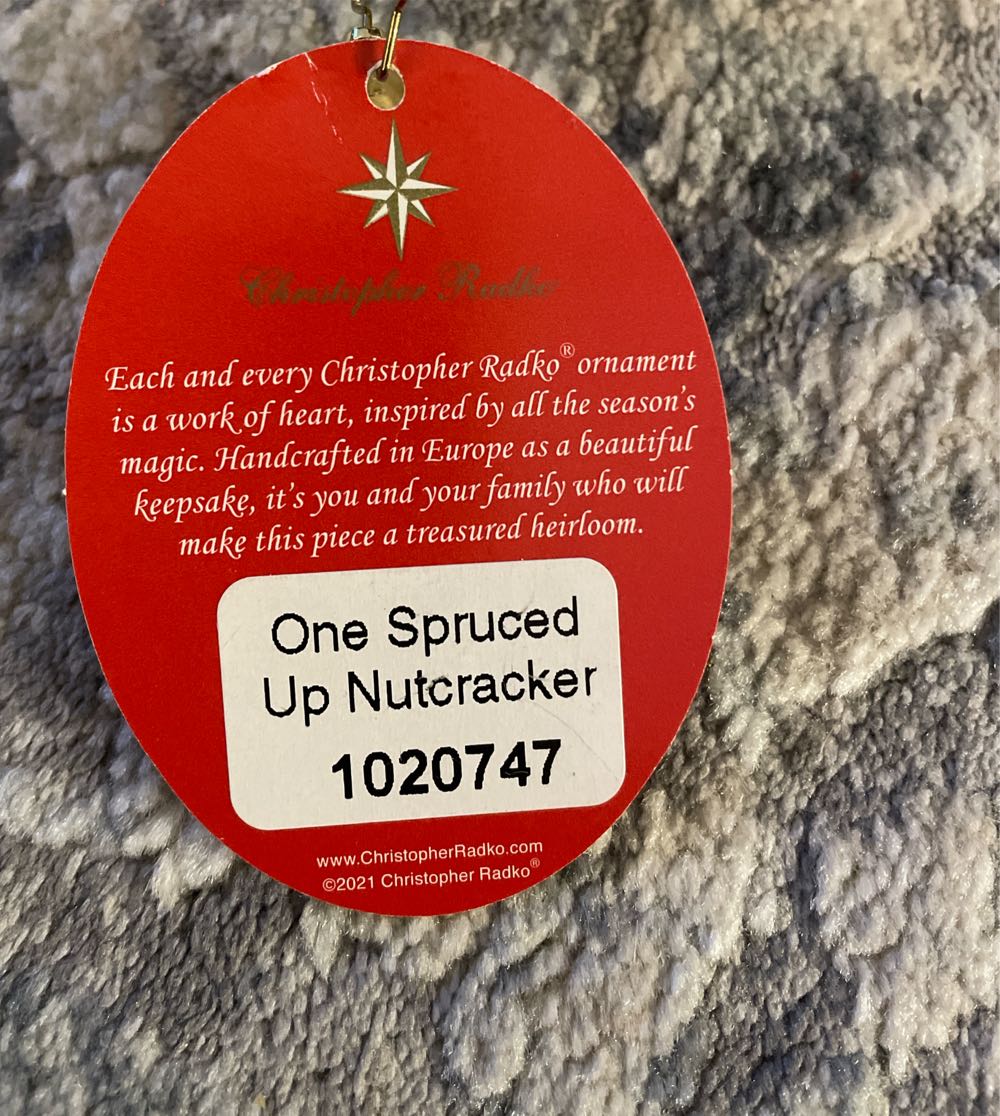 Christopher Radko
Each and every Christopher Radko® ornament
is a work of heart, inspired by all the season's
magic. Handcrafted in Europe as a beautiful
keepsake, it's you and your family who will
make this piece a treasured heirloom.
One Spruced
Up Nutcracker
1020747
www.ChristopherRadko.com
©2021 Christopher Radko®